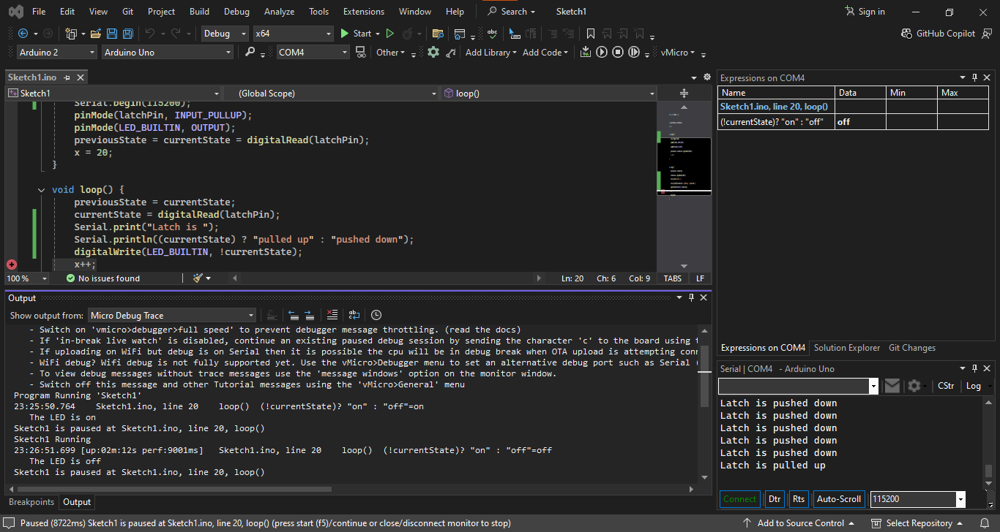 File Edit View Git Project Build Debug Analyze Tools Extensions Window Help Search Sketch1 Sign in
Debug x64 Start GitHub Copilot
Arduino 2 Arduino Uno COM4 Other Add Library Add Code vMicro
Sketch1.ino
Sketch1 (Global Scope) loop()
Serial.begin(115200);
pinMode(latchPin, INPUT_PULLUP);
pinMode(LED_BUILTIN, OUTPUT);
previousState = currentState = digitalRead(latchPin);
x = 20;
}
void loop() {
previousState = currentState;
currentState = digitalRead(latchPin);
Serial.print("Latch is ");
Serial.println((currentState) ? "pulled up" : "pushed down");
digitalWrite(LED_BUILTIN, !currentState);
x++;
100 % No issues found Ln: 20 Ch: 6 Col: 9 TABS LF
Output
Show output from: Micro Debug Trace
- Switch on 'vmicro>debugger>full speed' to prevent debugger message throttling. (read the docs)
- If 'in-break live watch' is disabled, continue an existing paused debug session by sending the character 'c' to the board using t
- If uploading on WiFi but debug is on Serial then it is possible the cpu will be in debug break when OTA upload is attempting conn
- WiFi debug? Wifi debug is not fully supported yet. Use the vMicro>Debugger menu to set an alternative debug port such as Serial (
- To view debug messages without trace messages use the 'message windows' option on the monitor window.
- Switch off this message and other Tutorial messages using the 'vMicro>General' menu
Program Running 'Sketch1'
23:25:50.764 Sketch1.ino, line 20 loop() (!currentState)? "on" : "off"=on
The LED is on
Sketch1 is paused at Sketch1.ino, line 20, loop()
Sketch1 Running
23:26:51.699 [up:02m:12s perf:9001ms] Sketch1.ino, line 20 loop() (!currentState)? "on" : "off"=off
The LED is off
Sketch1 is paused at Sketch1.ino, line 20, loop()
Breakpoints Output
Expressions on COM4
Name Data Min Max
Sketch1.ino, line 20, loop()
(!currentState)? "on" : "off" off
Expressions on COM4 Solution Explorer Git Changes
Serial | COM4 - Arduino Uno
CStr Log
Latch is pushed down
Latch is pushed down
Latch is pushed down
Latch is pushed down
Latch is pushed down
Latch is pulled up
Connect Dtr Rts Auto-Scroll 115200
Paused (8722ms) Sketch1 is paused at Sketch1.ino, line 20, loop() (press start (f5)/continue or close/disconnect monitor to stop) Add to Source Control Select Repository